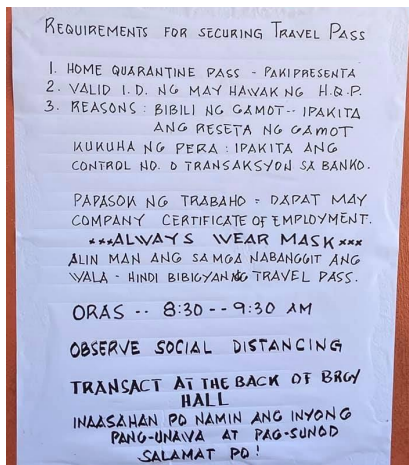 REQUIREMENTS FOR SECURING TRAVEL PASS
1. HOME QUARANTINE PASS - PAKIPRESENTA
2. VALID I.D. NG MAY HAWAK NG H.Q.P.
3. REASONS : BIBILI NG GAMOT -- IPAKITA
ANG RESETA NG GAMOT
KUKUHA NG PERA : IPAKITA ANG
CONTROL NO. O TRANSAKSYON SA BANKO.
PAPASOK NG TRABAHO = DAPAT MAY
COMPANY CERTIFICATE OF EMPLOYMENT.
***ALWAYS WEAR MASK***
ALIN MAN ANG SA MGA NABANGGIT ANG
WALA - HINDI BIBIGYAN NG TRAVEL PASS.
ORAS -- 8:30 -- 9:30 AM
OBSERVE SOCIAL DISTANCING
TRANSACT AT THE BACK OF BRGY
HALL
INAASAHAN PO NAMIN ANG INYONG
PANG-UNAWA AT PAG-SUNOD
SALAMAT PO!